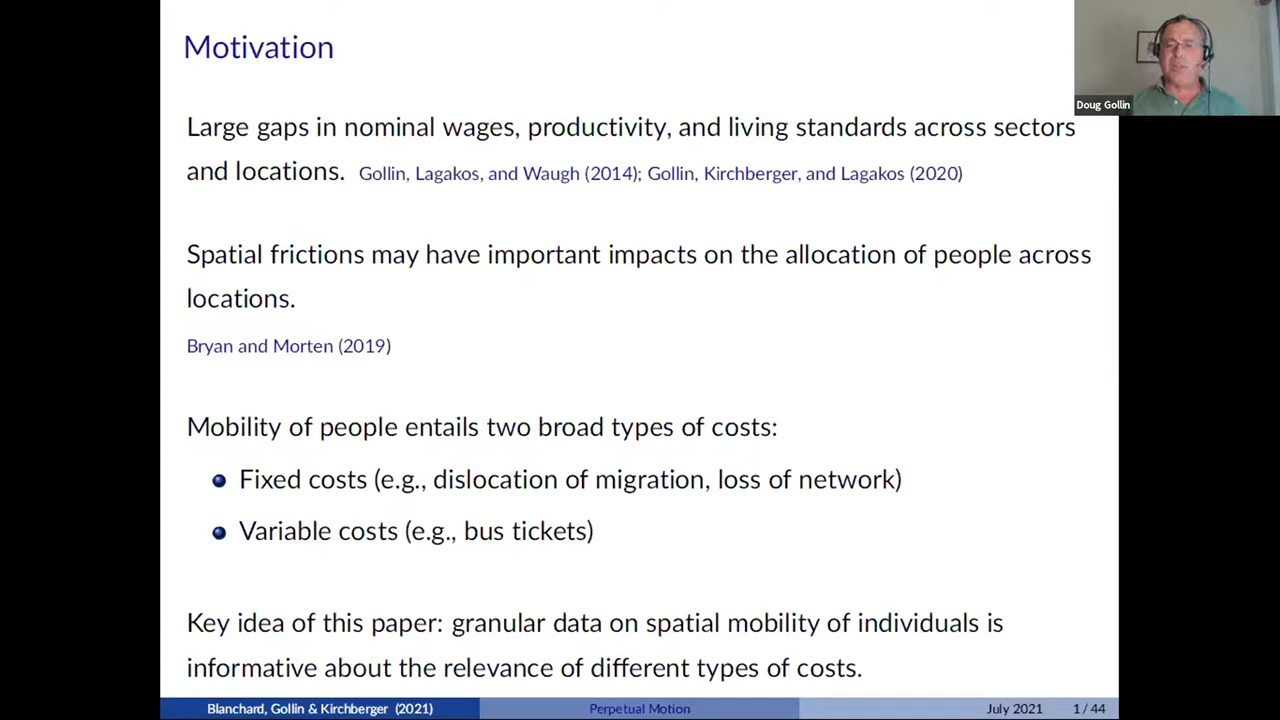 Motivation
Doug Gollin
Large gaps in nominal wages, productivity, and living standards across sectors
and locations. Gollin, Lagakos, and Waugh (2014); Gollin, Kirchberger, and Lagakos (2020)
Spatial frictions may have important impacts on the allocation of people across
locations.
Bryan and Morten (2019)
Mobility of people entails two broad types of costs:
Fixed costs (e.g., dislocation of migration, loss of network)
Variable costs (e.g., bus tickets)
Key idea of this paper: granular data on spatial mobility of individuals is
informative about the relevance of different types of costs.
Blanchard, Gollin & Kirchberger (2021) Perpetual Motion July 2021 1 / 44